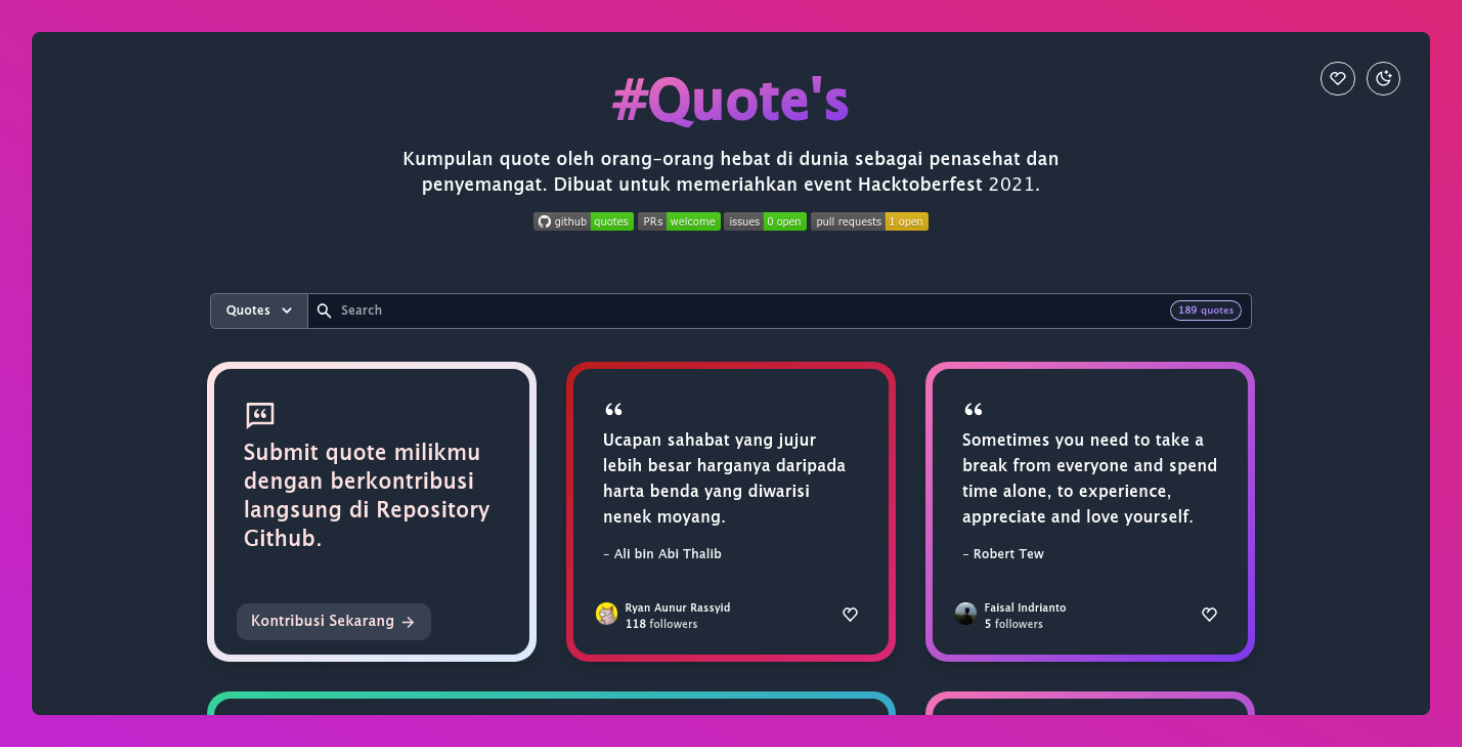 #Quote's
Kumpulan quote oleh orang-orang hebat di dunia sebagai penasehat dan
penyemangat. Dibuat untuk memeriahkan event Hacktoberfest 2021.
github quotes PRs welcome issues 0 open pull requests 1 open
Quotes Search 189 quotes
Submit quote milikmu
dengan berkontribusi
langsung di Repository
Github.
Kontribusi Sekarang →
“
Ucapan sahabat yang jujur
lebih besar harganya daripada
harta benda yang diwarisi
nenek moyang.
- Ali bin Abi Thalib
Ryan Aunur Rassyid
118 followers
“
Sometimes you need to take a
break from everyone and spend
time alone, to experience,
appreciate and love yourself.
- Robert Tew
Faisal Indrianto
5 followers